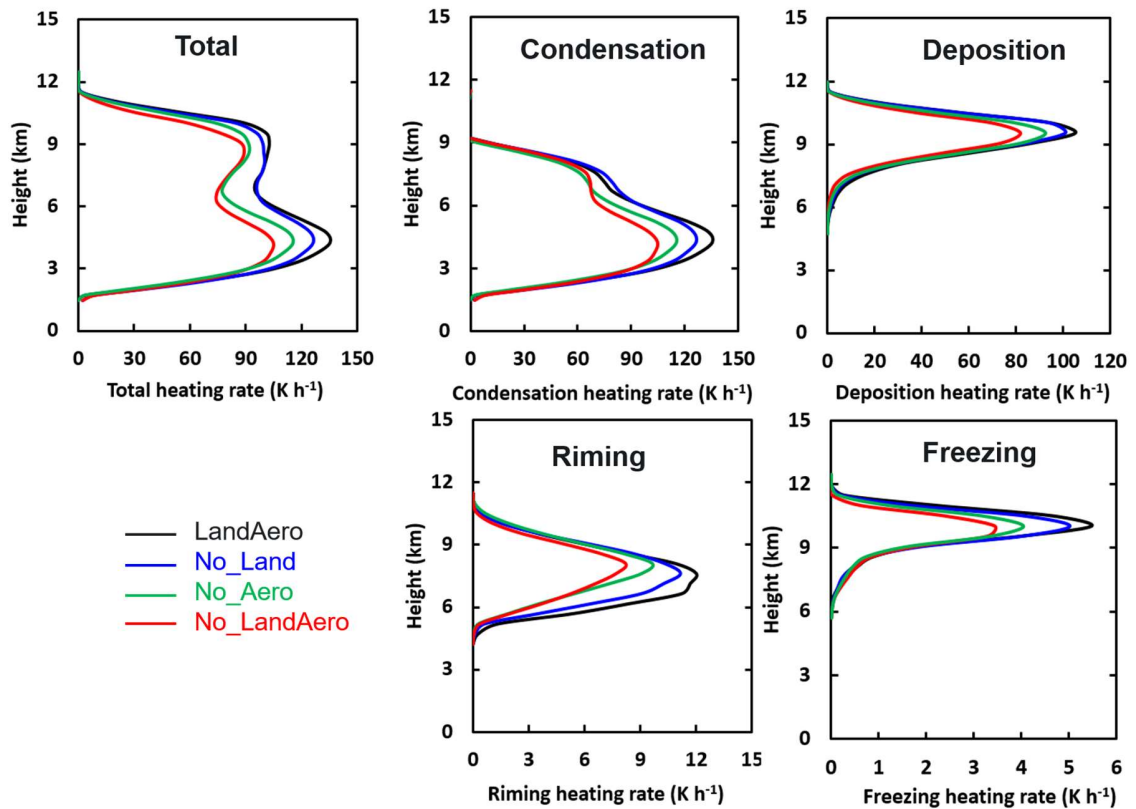 Total
15
12
9
6
3
0
Height (km)
0 30 60 90 120 150
Total heating rate (K h⁻¹)
Condensation
15
12
9
6
3
0
Height (km)
0 30 60 90 120 150
Condensation heating rate (K h⁻¹)
Deposition
15
12
9
6
3
0
Height (km)
0 20 40 60 80 100 120
Deposition heating rate (K h⁻¹)
LandAero
No_Land
No_Aero
No_LandAero
Riming
15
12
9
6
3
0
Height (km)
0 3 6 9 12 15
Riming heating rate (K h⁻¹)
Freezing
15
12
9
6
3
0
Height (km)
0 1 2 3 4 5 6
Freezing heating rate (K h⁻¹)